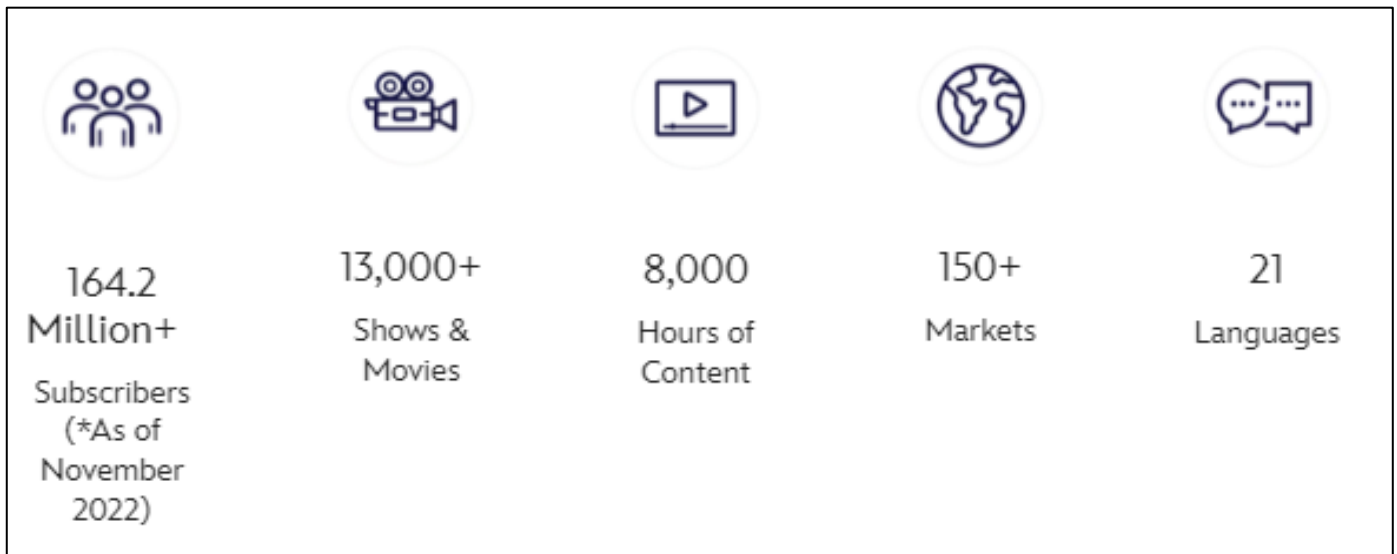 164.2
Million+
Subscribers
(*As of
November
2022)
13,000+
Shows &
Movies
8,000
Hours of
Content
150+
Markets
21
Languages